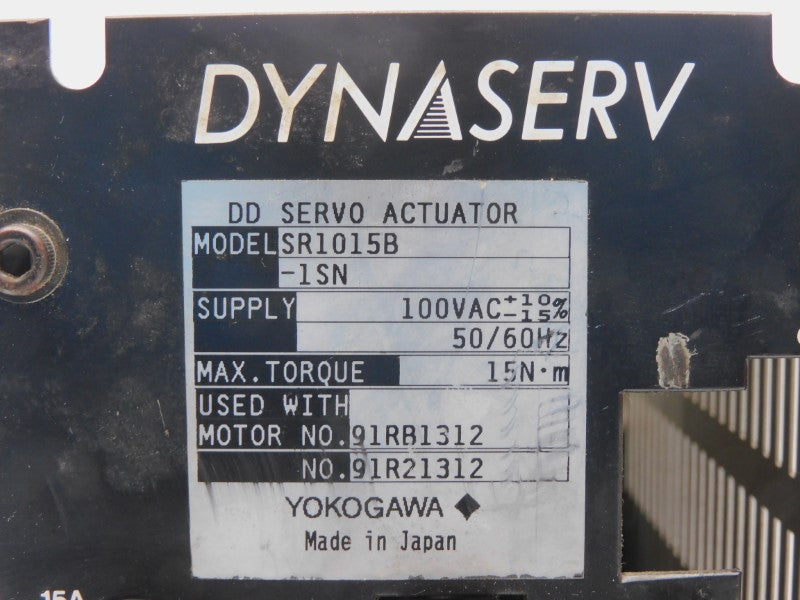 DYNASERV
DD SERVO ACTUATOR
MODEL SR1015B
-1SN
SUPPLY 100VAC +10 -15 %
50/60Hz
MAX.TORQUE 15N·m
USED WITH
MOTOR NO.91RB1312
NO.91R21312
YOKOGAWA
Made in Japan
15A